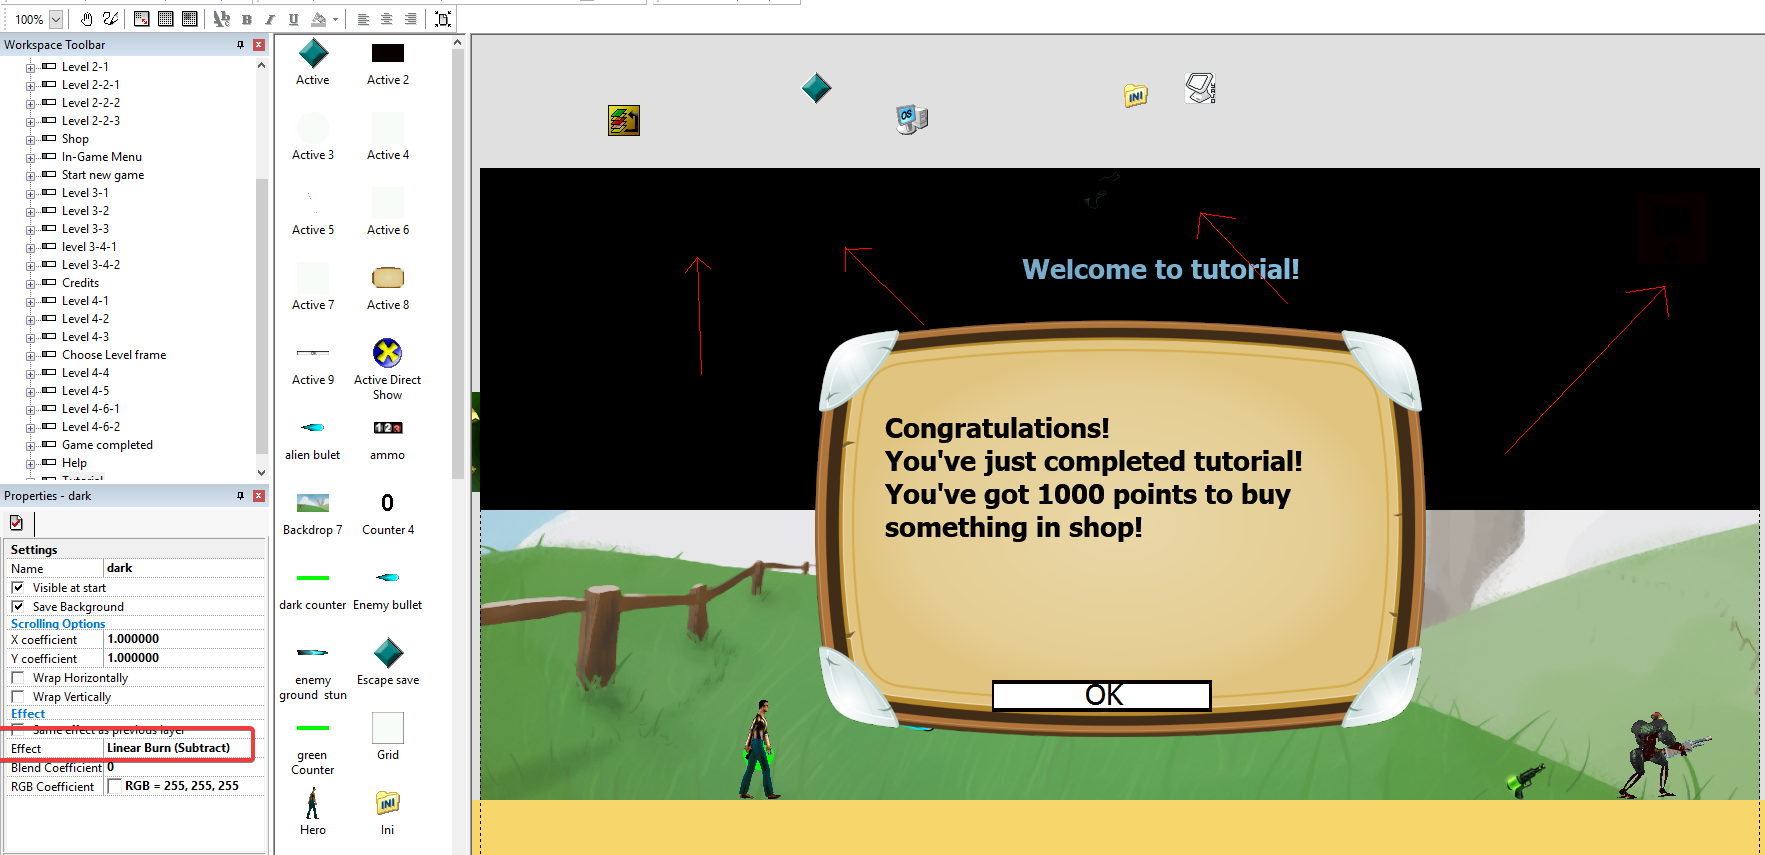 100%
B I U
Workspace Toolbar
Level 2-1
Level 2-2-1
Level 2-2-2
Level 2-2-3
Shop
In-Game Menu
Start new game
Level 3-1
Level 3-2
Level 3-3
level 3-4-1
Level 3-4-2
Credits
Level 4-1
Level 4-2
Level 4-3
Choose Level frame
Level 4-4
Level 4-5
Level 4-6-1
Level 4-6-2
Game completed
Help
Tutorial
Properties - dark
Settings
Name dark
Visible at start
Save Background
Scrolling Options
X coefficient 1.000000
Y coefficient 1.000000
Wrap Horizontally
Wrap Vertically
Effect
Same effect as previous layer
Effect Linear Burn (Subtract)
Blend Coefficient 0
RGB Coefficient RGB = 255, 255, 255
Active Active 2
Active 3 Active 4
Active 5 Active 6
Active 7 Active 8
Active 9 Active Direct
Show
123
alien bulet ammo
0
Backdrop 7 Counter 4
dark counter Enemy bullet
enemy Escape save
ground stun
green Grid
Counter
INI
Hero Ini
OS
INI
Welcome to tutorial!
Congratulations!
You've just completed tutorial!
You've got 1000 points to buy
something in shop!
OK